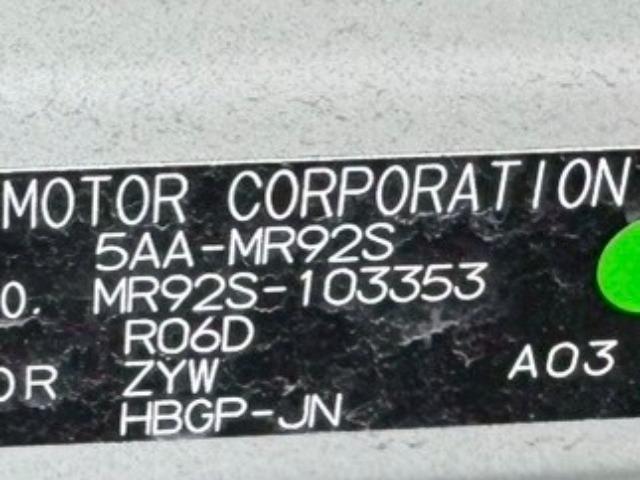 MOTOR CORPORATION
5AA-MR92S
O. MR92S-103353
R06D
OR ZYW A03
HBGP-JN